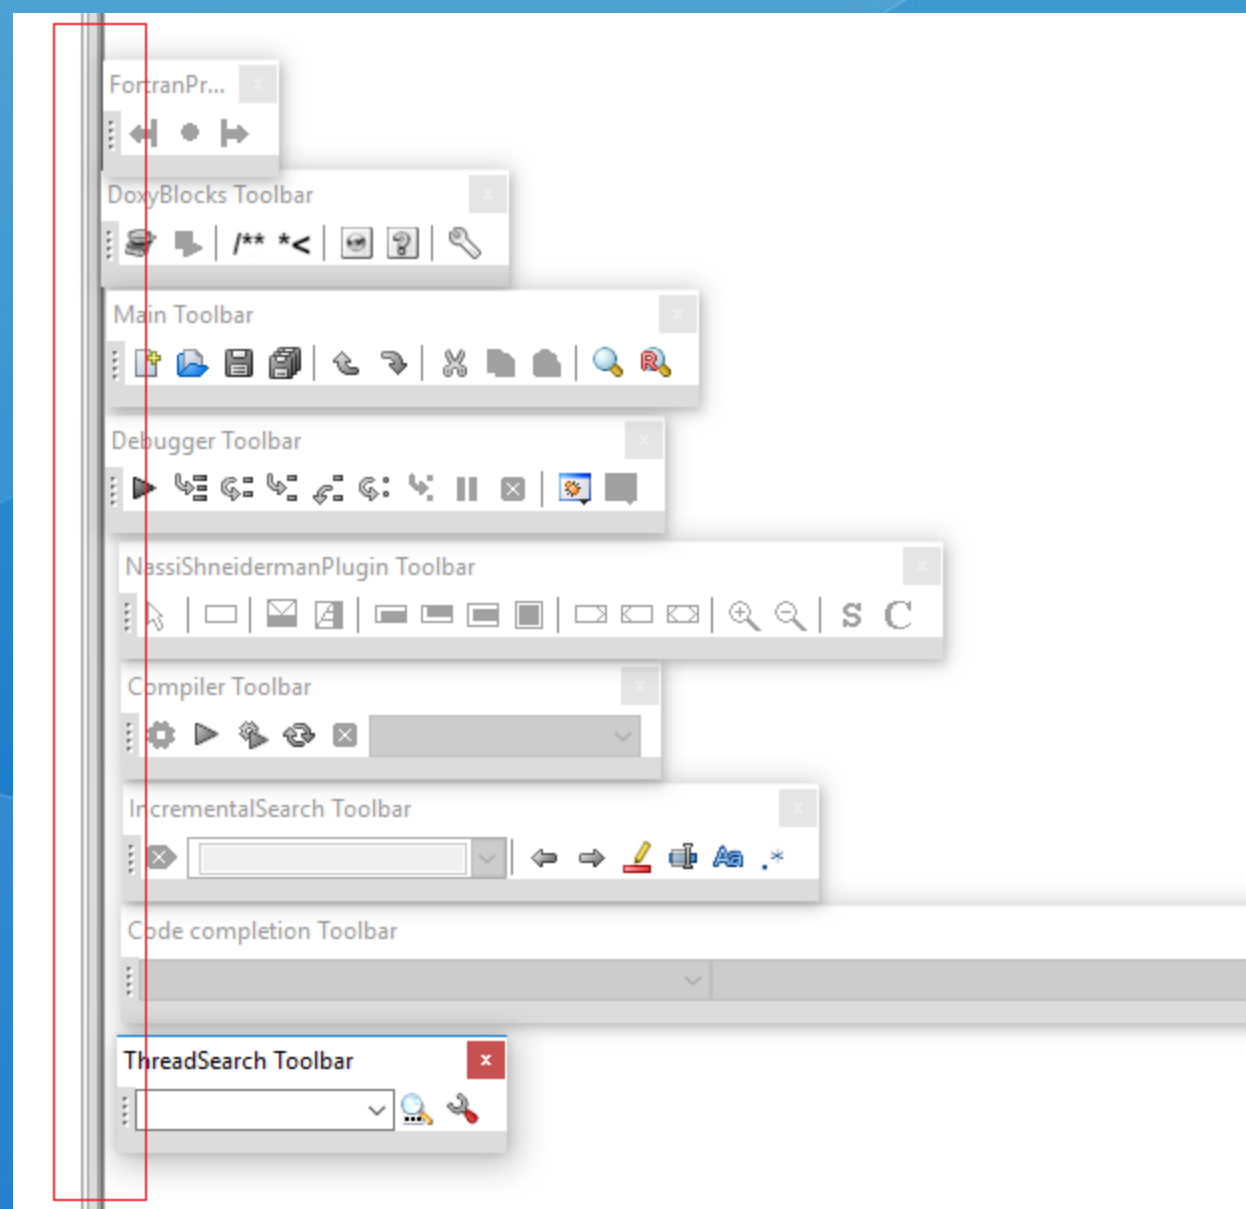 FortranPr...
DoxyBlocks Toolbar
/** *<
Main Toolbar
R
Debugger Toolbar
NassiShneidermanPlugin Toolbar
S C
Compiler Toolbar
IncrementalSearch Toolbar
Aa .*
Code completion Toolbar
ThreadSearch Toolbar